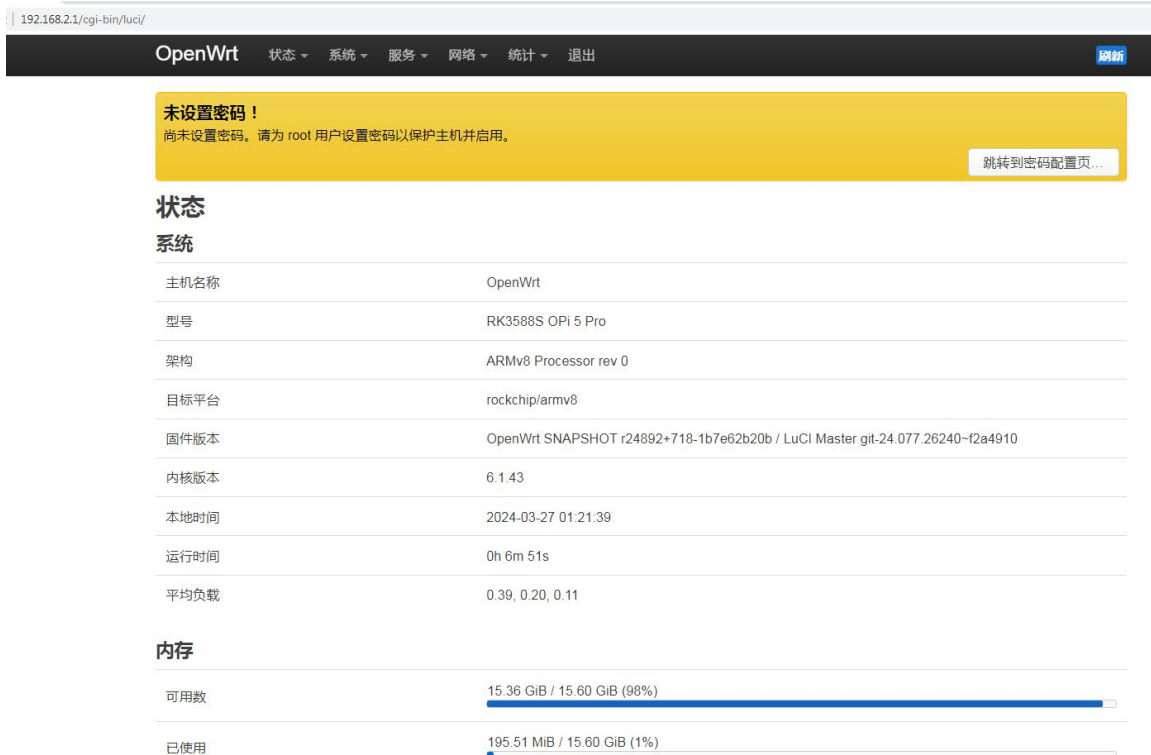 192.168.2.1/cgi-bin/luci/
OpenWrt 状态 系统 服务 网络 统计 退出 刷新
未设置密码！
尚未设置密码。请为 root 用户设置密码以保护主机并启用。
跳转到密码配置页...
状态
系统
主机名称 OpenWrt
型号 RK3588S OPi 5 Pro
架构 ARMv8 Processor rev 0
目标平台 rockchip/armv8
固件版本 OpenWrt SNAPSHOT r24892+718-1b7e62b20b / LuCI Master git-24.077.26240~f2a4910
内核版本 6.1.43
本地时间 2024-03-27 01:21:39
运行时间 0h 6m 51s
平均负载 0.39, 0.20, 0.11
内存
可用数 15.36 GiB / 15.60 GiB (98%)
已使用 195.51 MiB / 15.60 GiB (1%)